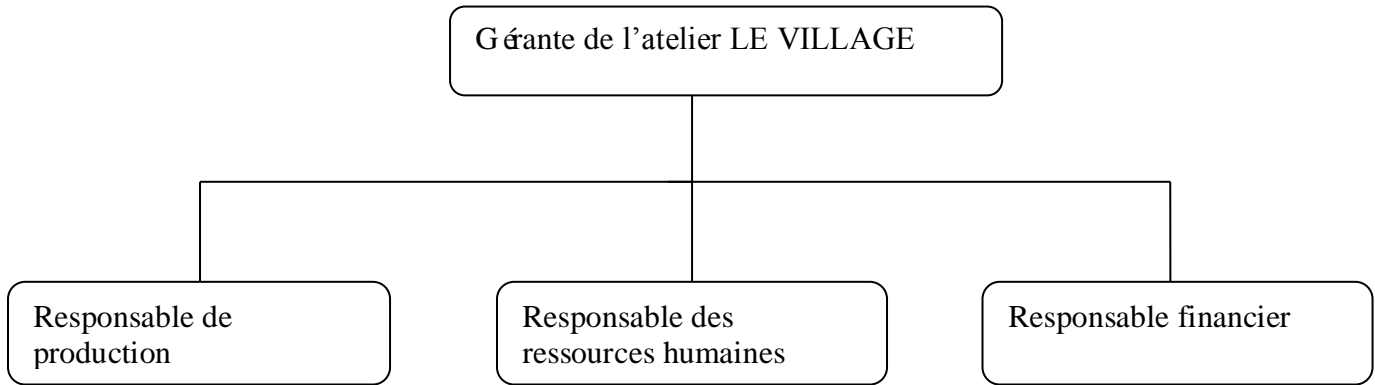 Gérante de l’atelier LE VILLAGE
Responsable de
production
Responsable des
ressources humaines
Responsable financier